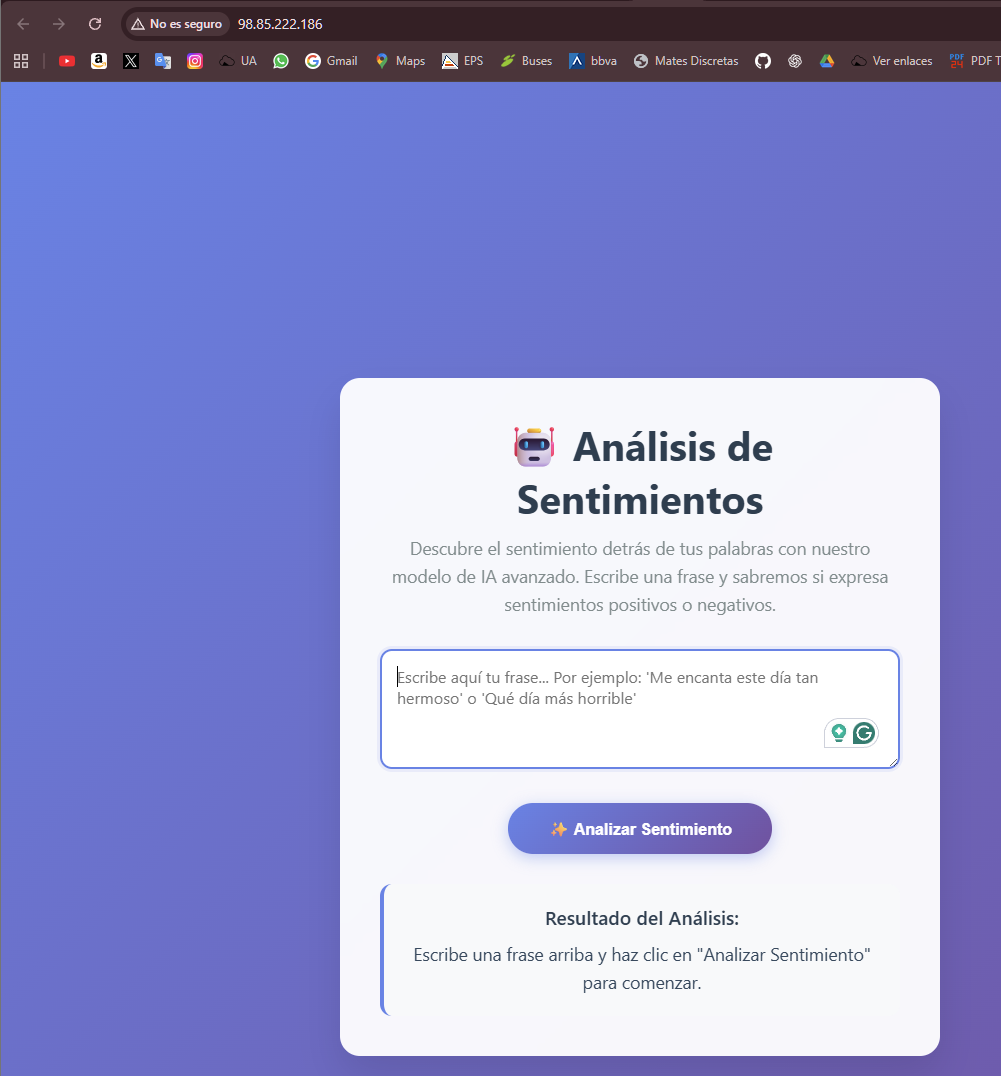 No es seguro 98.85.222.186
UA Gmail Maps EPS Buses bbva Mates Discretas Ver enlaces PDF T
Análisis de
Sentimientos
Descubre el sentimiento detrás de tus palabras con nuestro
modelo de IA avanzado. Escribe una frase y sabremos si expresa
sentimientos positivos o negativos.
Escribe aquí tu frase... Por ejemplo: 'Me encanta este día tan
hermoso' o 'Qué día más horrible'
✨ Analizar Sentimiento
Resultado del Análisis:
Escribe una frase arriba y haz clic en "Analizar Sentimiento"
para comenzar.